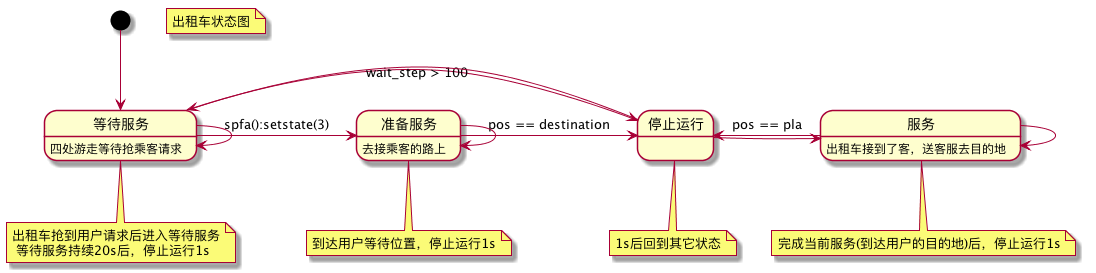 出租车状态图
wait_step > 100
等待服务
四处游走等待抢乘客请求
spfa():setstate(3)
准备服务
去接乘客的路上
pos == destination
停止运行
pos == pla
服务
出租车接到了客，送客服去目的地
出租车抢到用户请求后进入等待服务
等待服务持续20s后，停止运行1s
到达用户等待位置，停止运行1s
1s后回到其它状态
完成当前服务(到达用户的目的地)后，停止运行1s